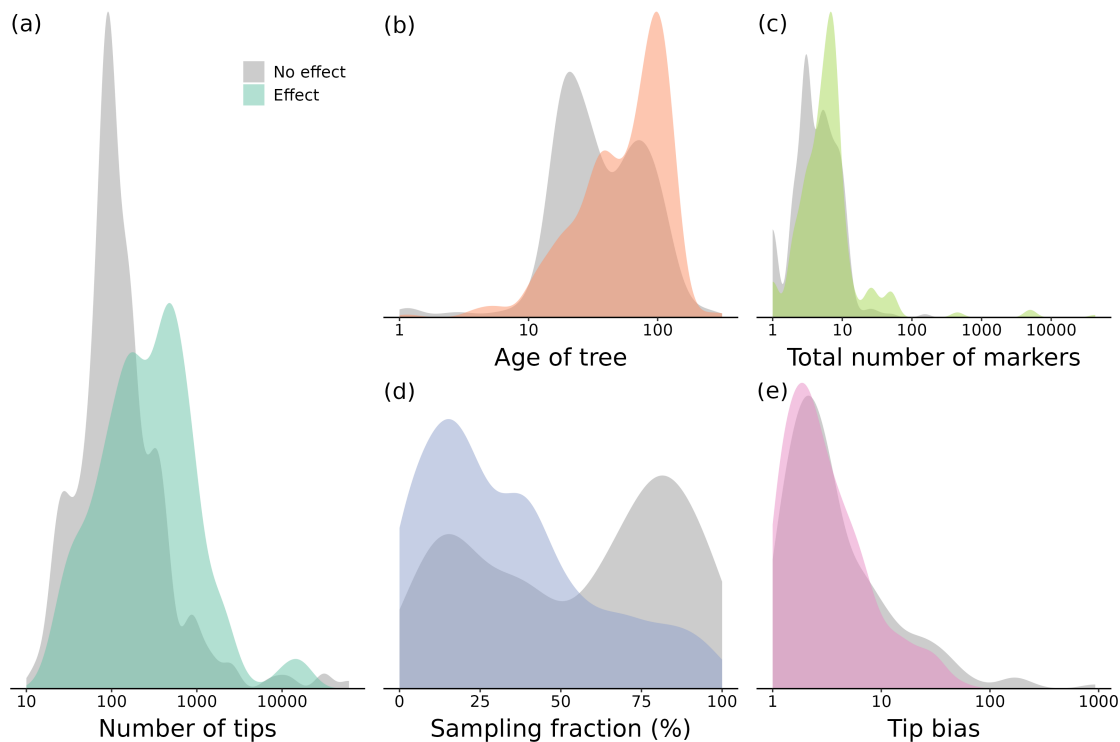 (a)
No effect
Effect
10 100 1000 10000
Number of tips
(b)
1 10 100
Age of tree
(c)
1 10 100 1000 10000
Total number of markers
(d)
0 25 50 75 100
Sampling fraction (%)
(e)
1 10 100 1000
Tip bias